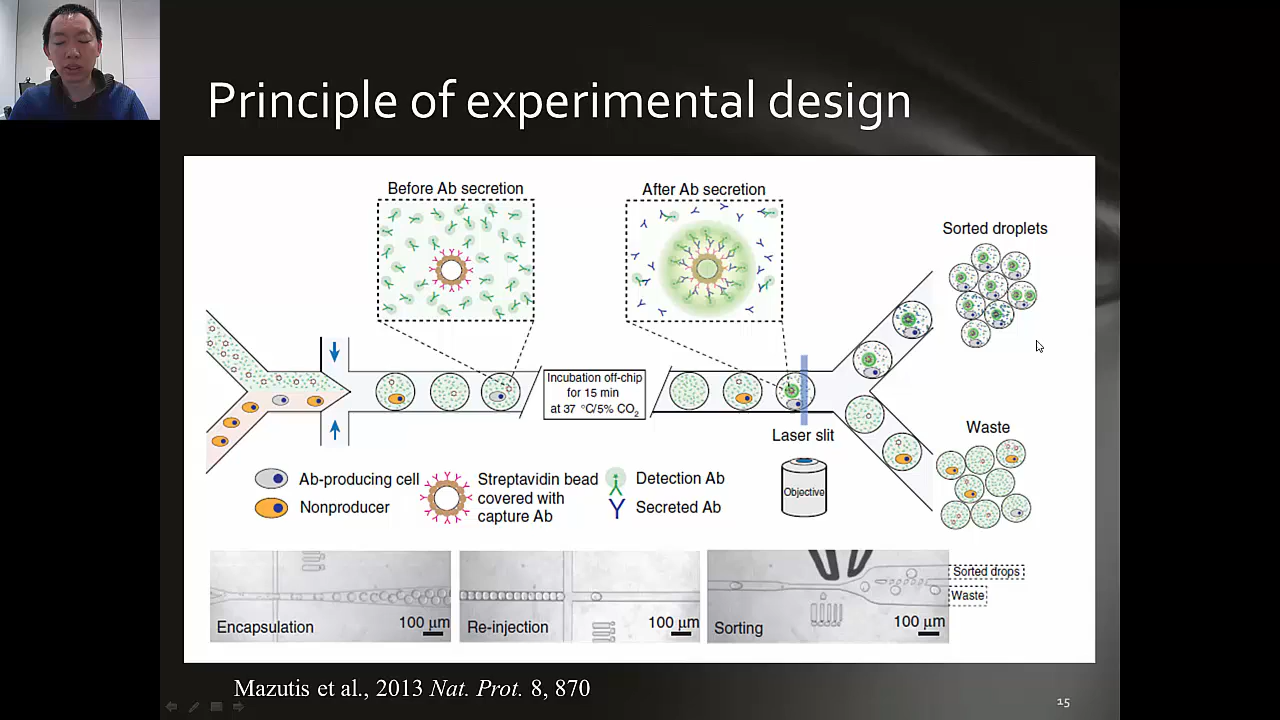 Principle of experimental design
Before Ab secretion
After Ab secretion
Sorted droplets
Incubation off-chip
for 15 min
at 37 °C/5% CO₂
Laser slit
Waste
Objective
Ab-producing cell
Nonproducer
Streptavidin bead
covered with
capture Ab
Detection Ab
Secreted Ab
Encapsulation
100 μm
Re-injection
100 μm
Sorting
100 μm
Sorted drops
Waste
Mazutis et al., 2013 Nat. Prot. 8, 870
15